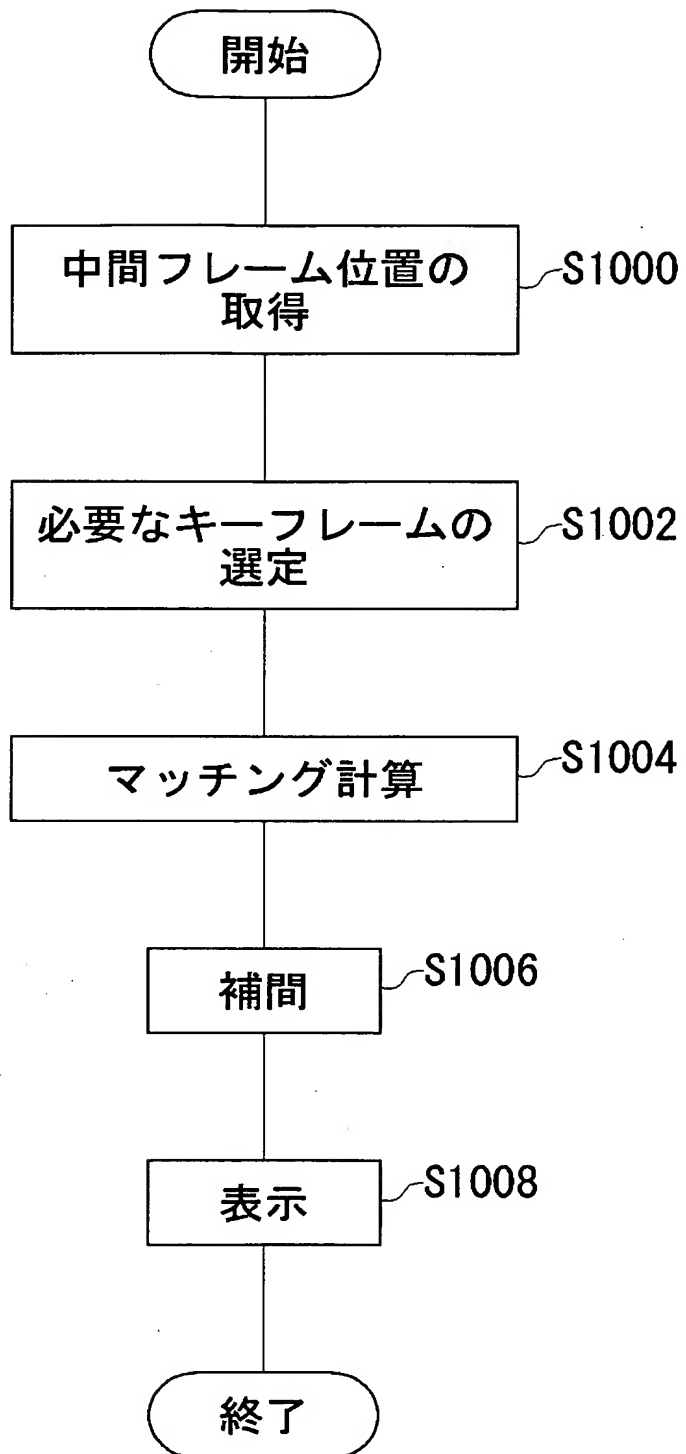 開始
中間フレーム位置の
取得
S1000
必要なキーフレームの
選定
S1002
マッチング計算
S1004
補間
S1006
表示
S1008
終了